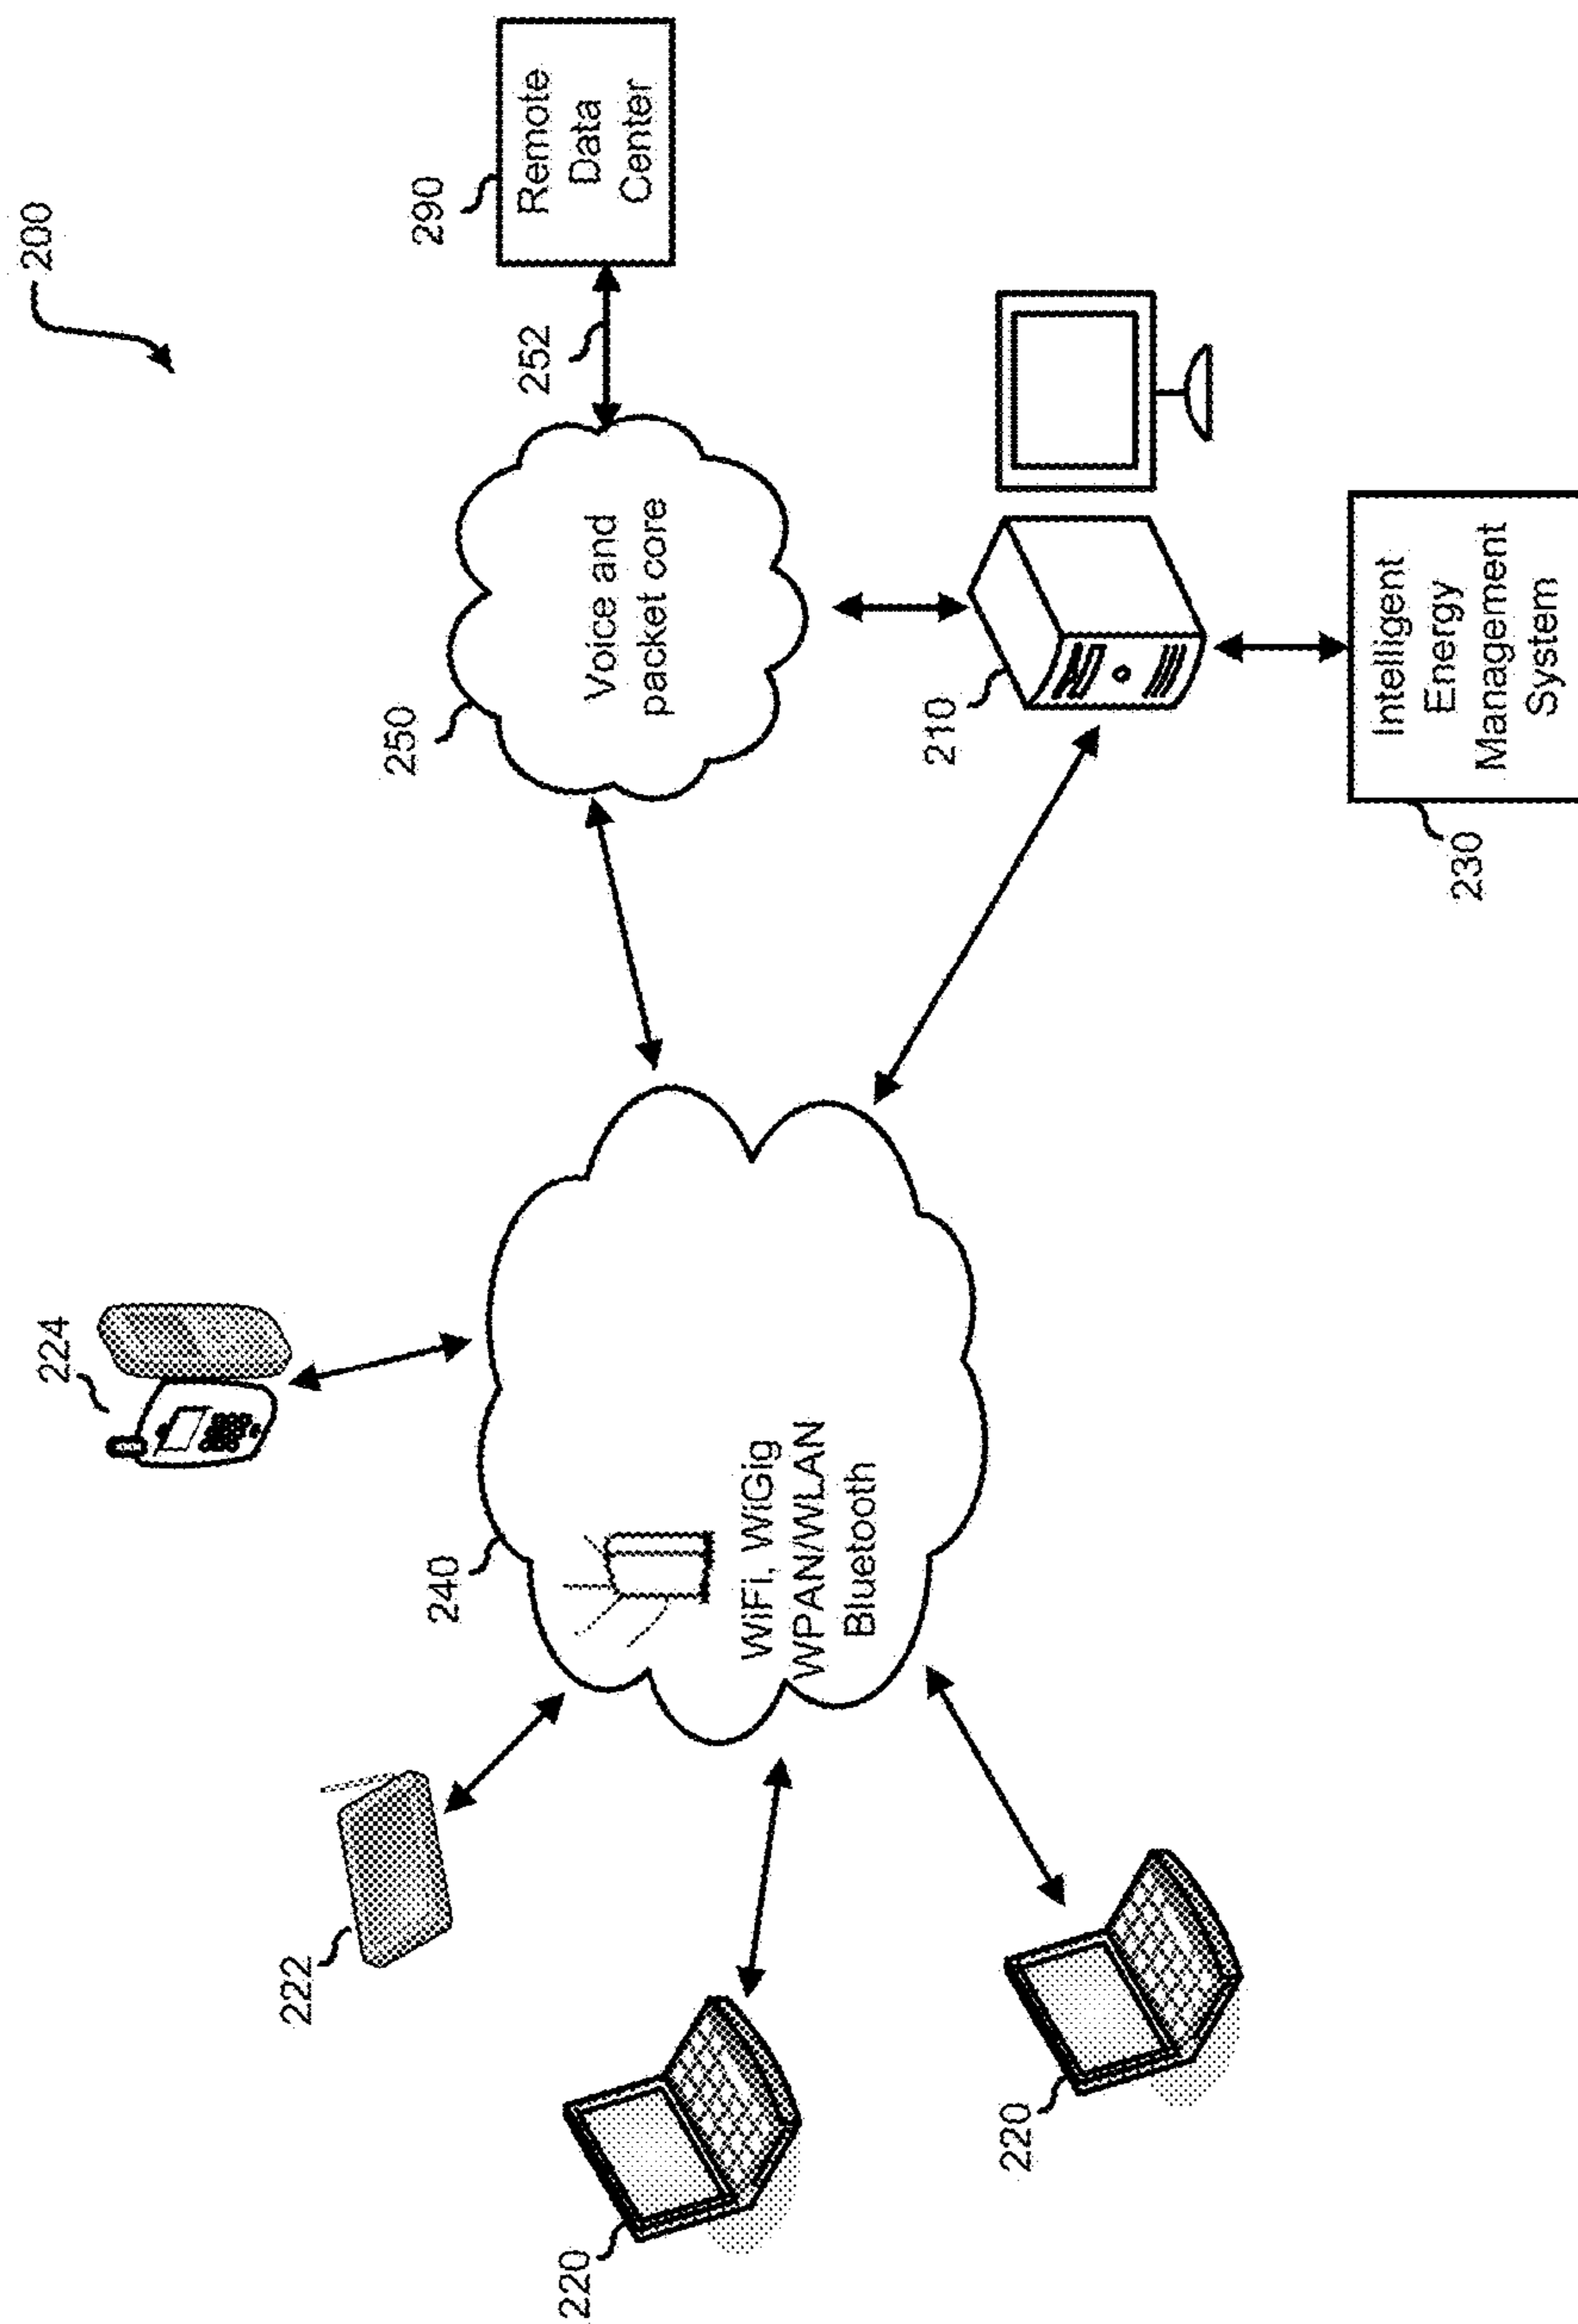 200
224
290
Remote
Data
Center
252
250
Voice and
packet core
222
240
WiFi, WiGig
WPAN/WLAN
Bluetooth
210
220
220
230
Intelligent
Energy
Management
System